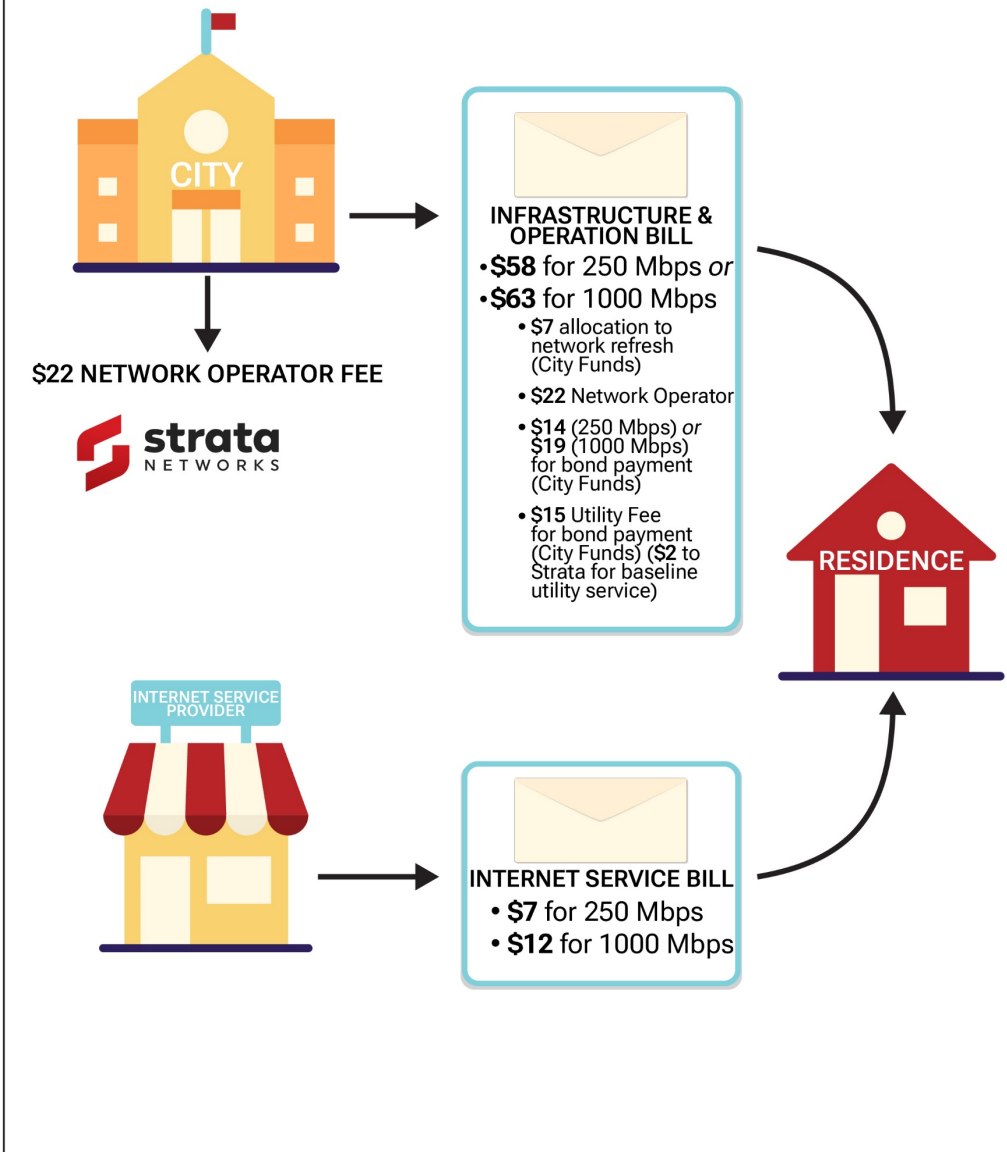 CITY
$22 NETWORK OPERATOR FEE
strata
NETWORKS
INFRASTRUCTURE &
OPERATION BILL
•$58 for 250 Mbps or
•$63 for 1000 Mbps
• $7 allocation to
network refresh
(City Funds)
• $22 Network Operator
• $14 (250 Mbps) or
$19 (1000 Mbps)
for bond payment
(City Funds)
• $15 Utility Fee
for bond payment
(City Funds) ($2 to
Strata for baseline
utility service)
RESIDENCE
INTERNET SERVICE
PROVIDER
INTERNET SERVICE BILL
• $7 for 250 Mbps
• $12 for 1000 Mbps